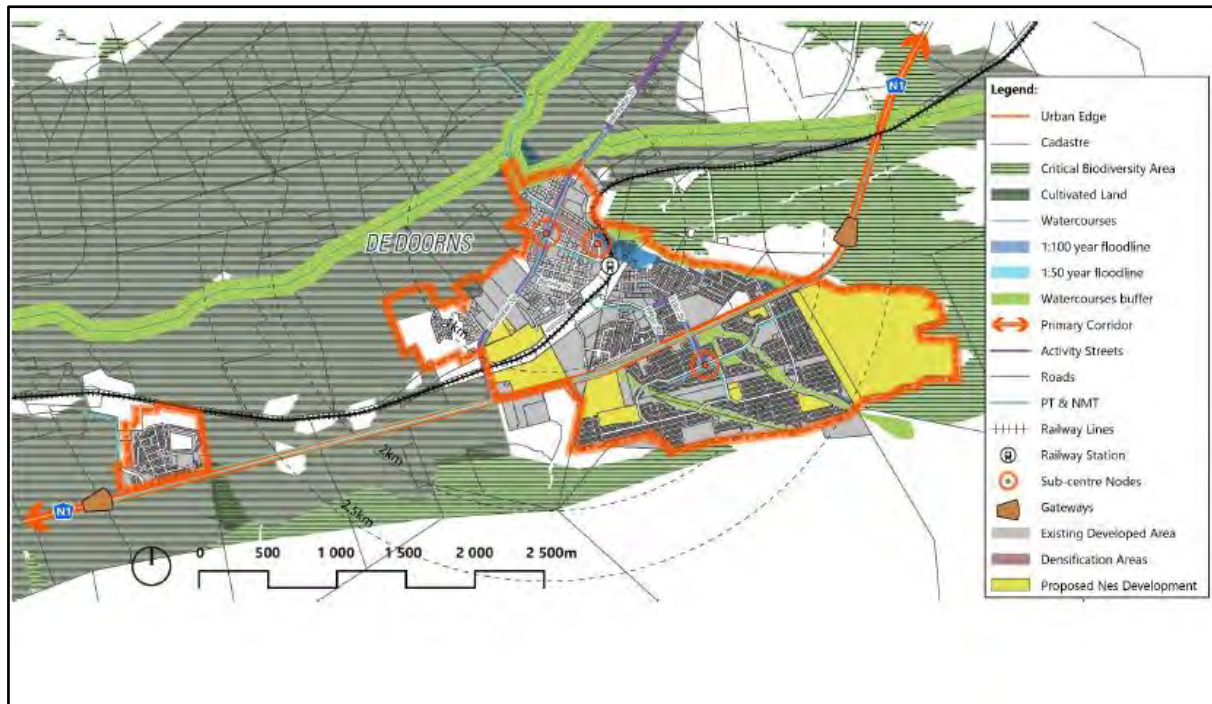 N1
DE DOORNS
1km
2km
2.5km
N1
0 500 1 000 1 500 2 000 2 500m
Legend:
Urban Edge
Cadastre
Critical Biodiversity Area
Cultivated Land
Watercourses
1:100 year floodline
1:50 year floodline
Watercourses buffer
Primary Corridor
Activity Streets
Roads
PT & NMT
Railway Lines
Railway Station
Sub-centre Nodes
Gateways
Existing Developed Area
Densification Areas
Proposed Nes Development